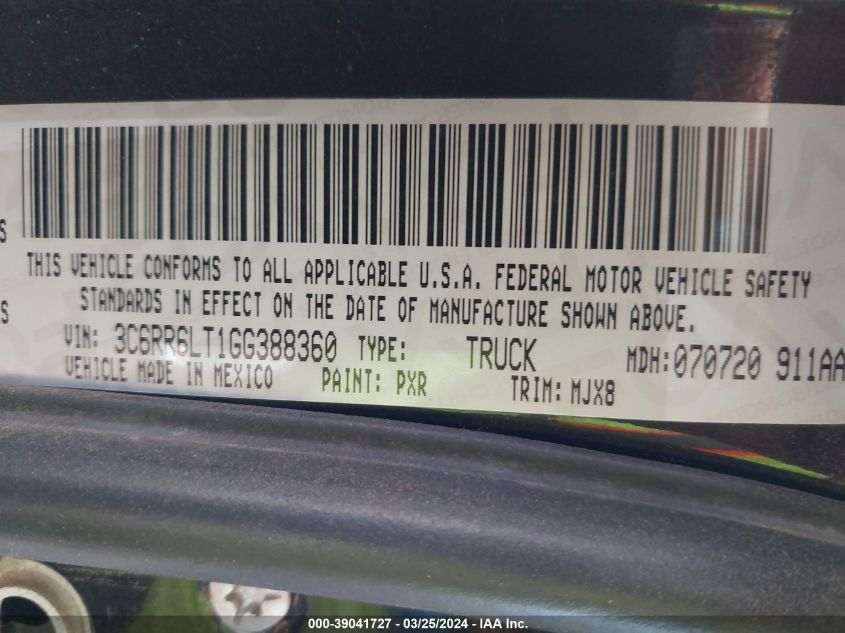 S
THIS VEHICLE CONFORMS TO ALL APPLICABLE U.S.A. FEDERAL MOTOR VEHICLE SAFETY
STANDARDS IN EFFECT ON THE DATE OF MANUFACTURE SHOWN ABOVE.
S
VIN: 3C6RR6LT1GG388360 TYPE: TRUCK MDH:070720 911AA
VEHICLE MADE IN MEXICO PAINT: PXR TRIM: MJX8
000-39041727 - 03/25/2024 - IAA Inc.